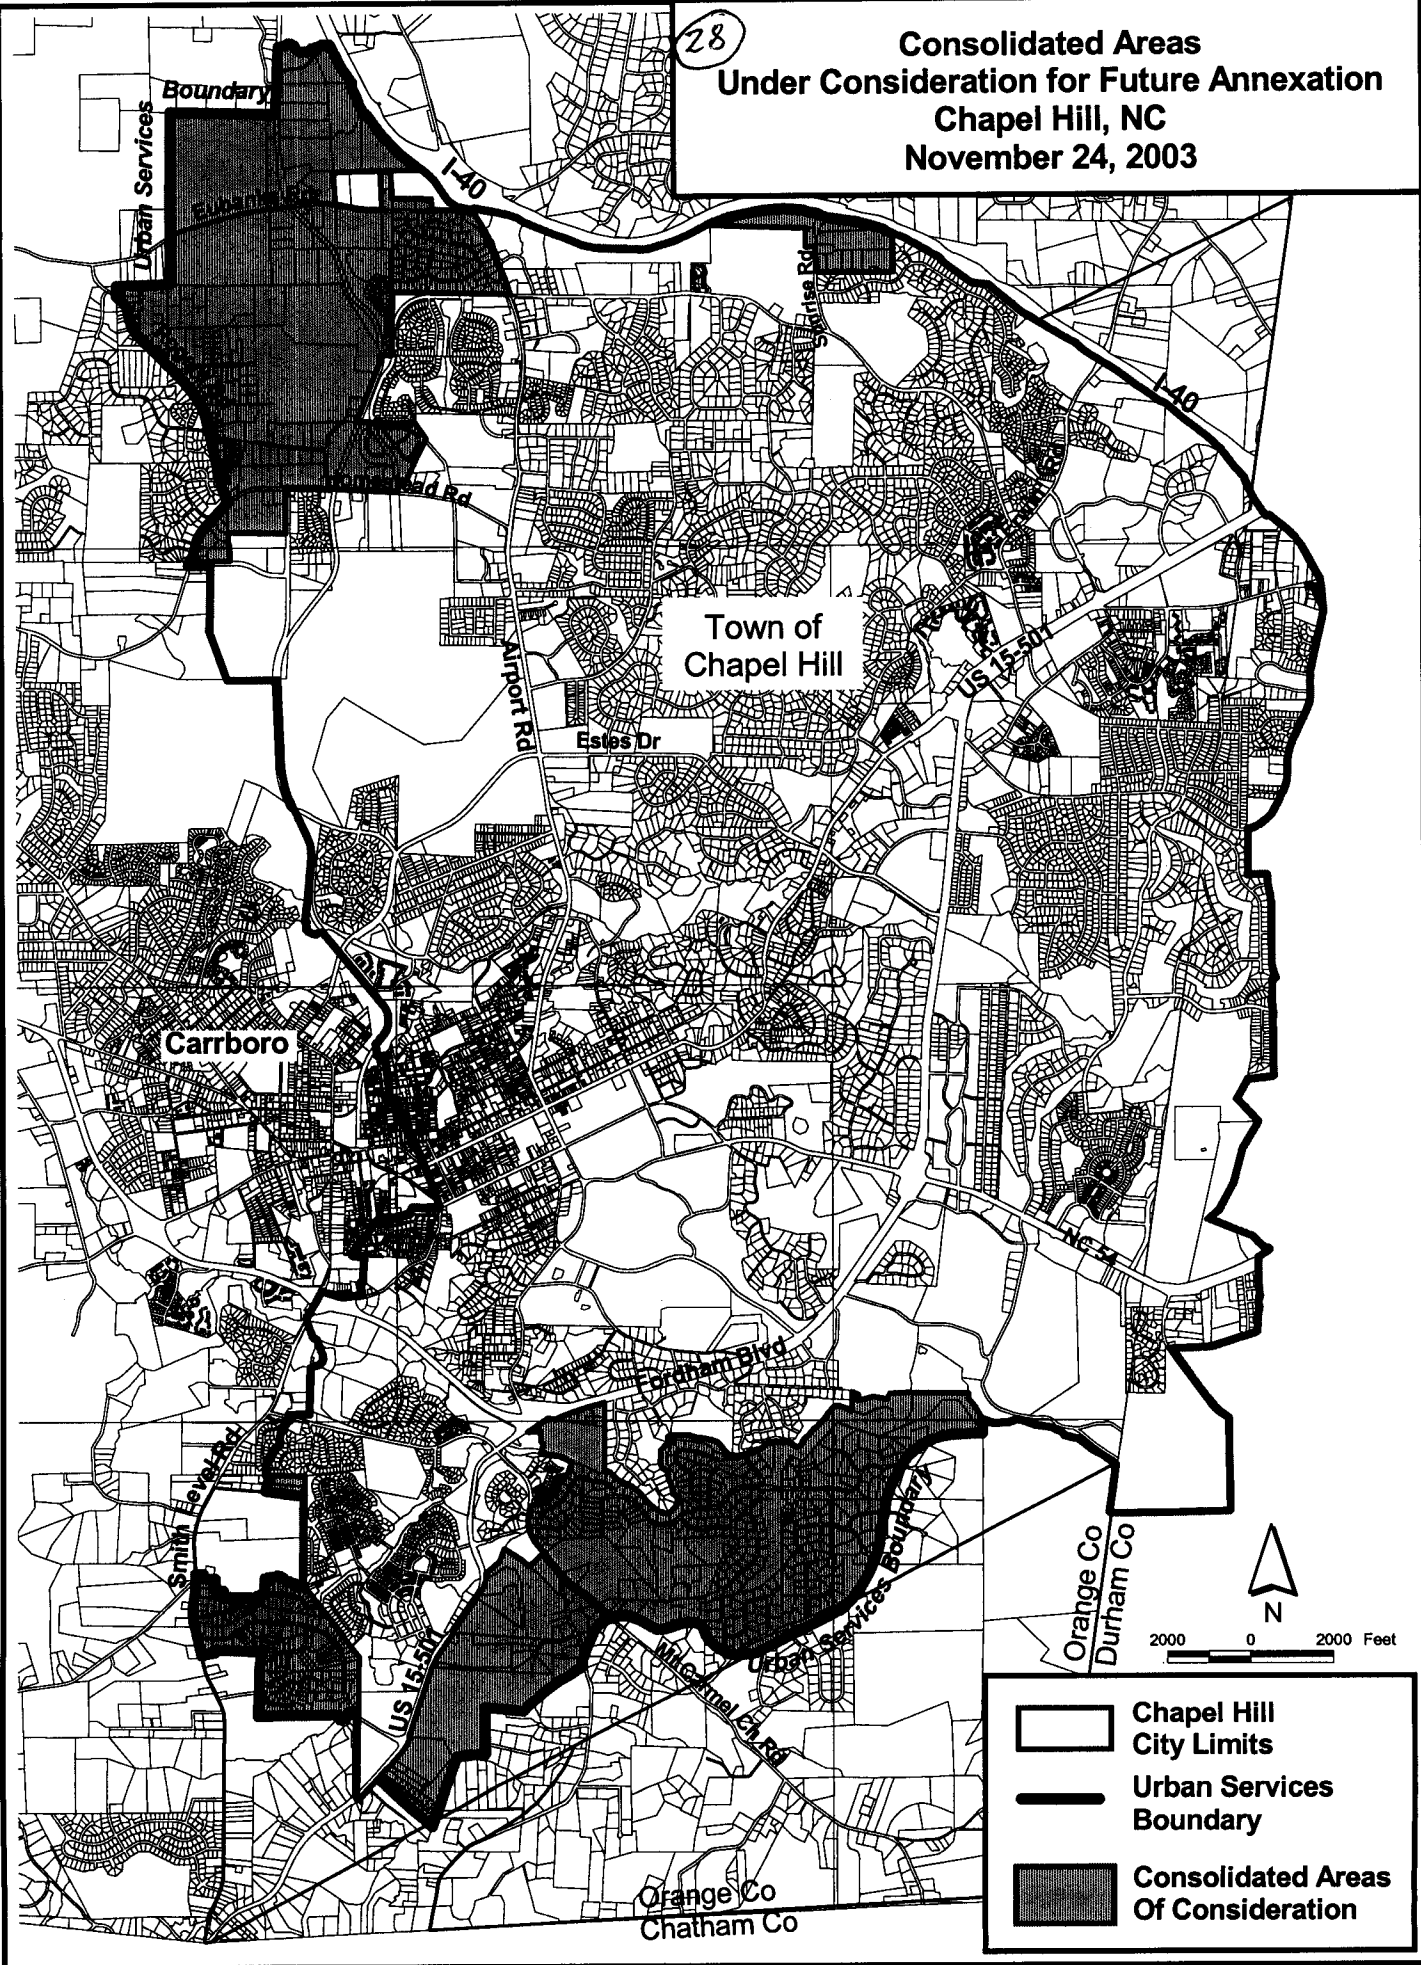 28
Consolidated Areas
Under Consideration for Future Annexation
Chapel Hill, NC
November 24, 2003
Boundary
Urban Services
I-40
Eubanks Rd
Sunrise Rd
I-40
Homestead Rd
Town of
Chapel Hill
US 15-501
Airport Rd
Estes Dr
Carrboro
NC 54
Fordham Blvd
Smith Level Rd
Urban Services Boundary
US 15-501
Mt Carmel Ch Rd
Orange Co
Durham Co
N
2000 0 2000 Feet
Chapel Hill
City Limits
Urban Services
Boundary
Consolidated Areas
Of Consideration
Orange Co
Chatham Co